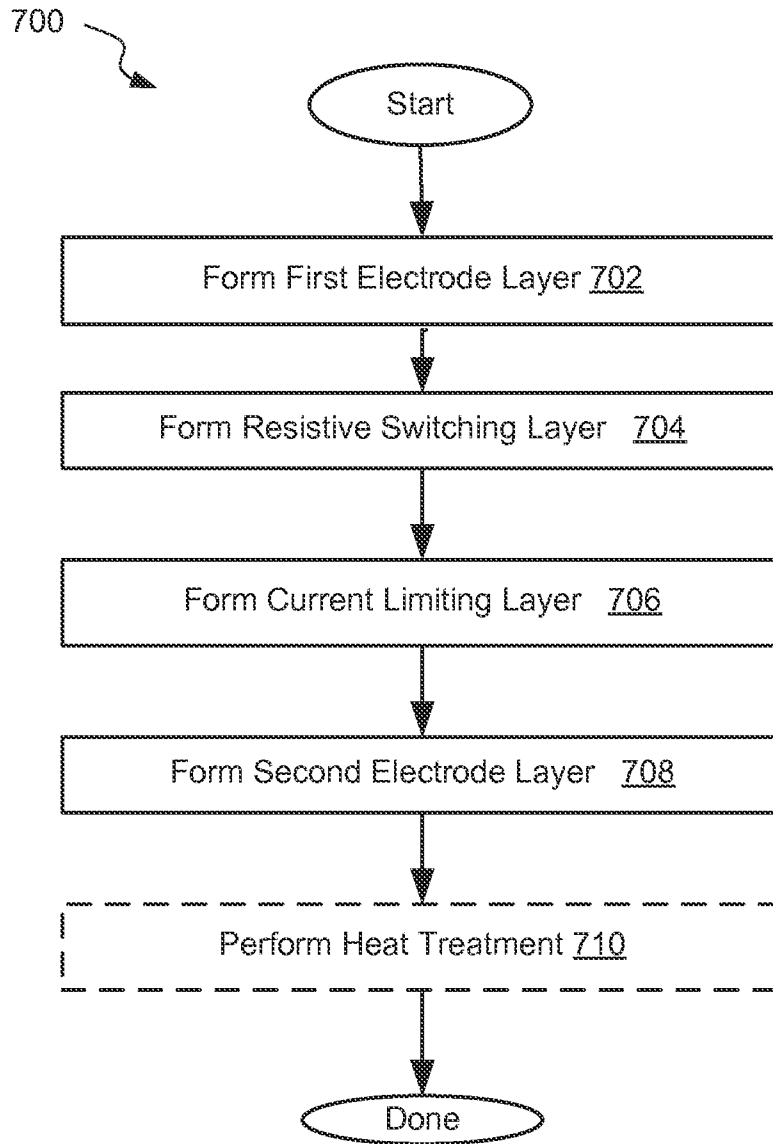 700
Start
Form First Electrode Layer 702
Form Resistive Switching Layer 704
Form Current Limiting Layer 706
Form Second Electrode Layer 708
Perform Heat Treatment 710
Done